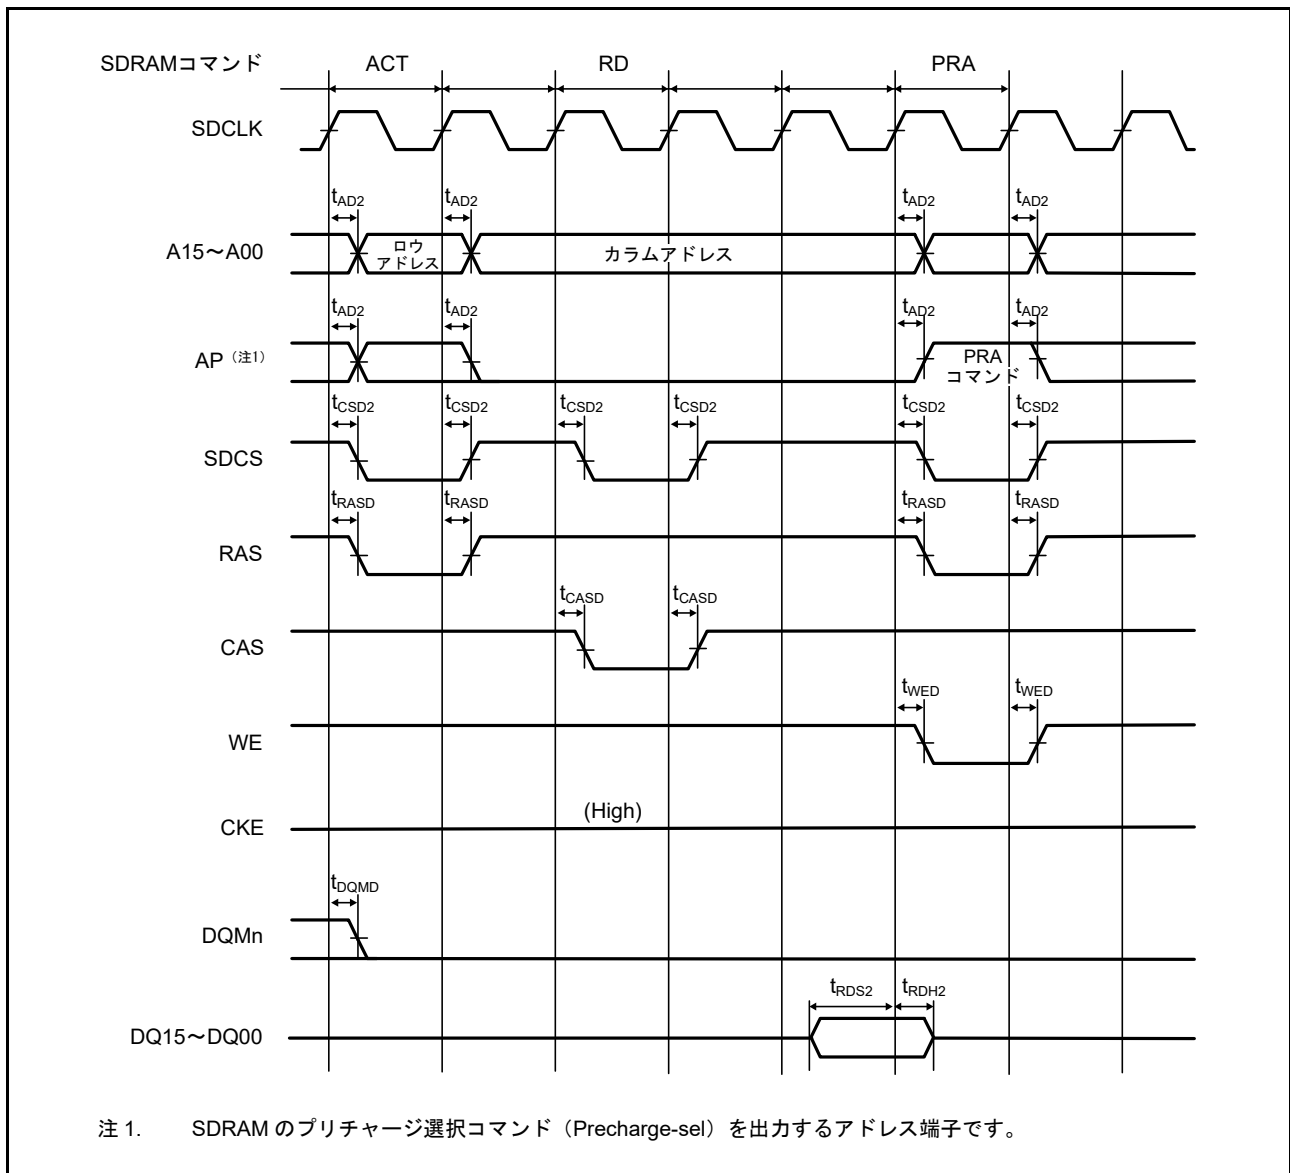 SDRAMコマンド ACT RD PRA
SDCLK
tAD2 tAD2 tAD2 tAD2
A15～A00 ロウアドレス カラムアドレス
tAD2 tAD2 tAD2 tAD2
AP（注1） PRAコマンド
tCSD2 tCSD2 tCSD2 tCSD2 tCSD2 tCSD2
SDCS
tRASD tRASD tRASD tRASD
RAS
tCASD tCASD
CAS
tWED tWED
WE
(High)
CKE
tDQMD
DQMn
tRDS2 tRDH2
DQ15～DQ00
注 1. SDRAM のプリチャージ選択コマンド（Precharge-sel）を出力するアドレス端子です。